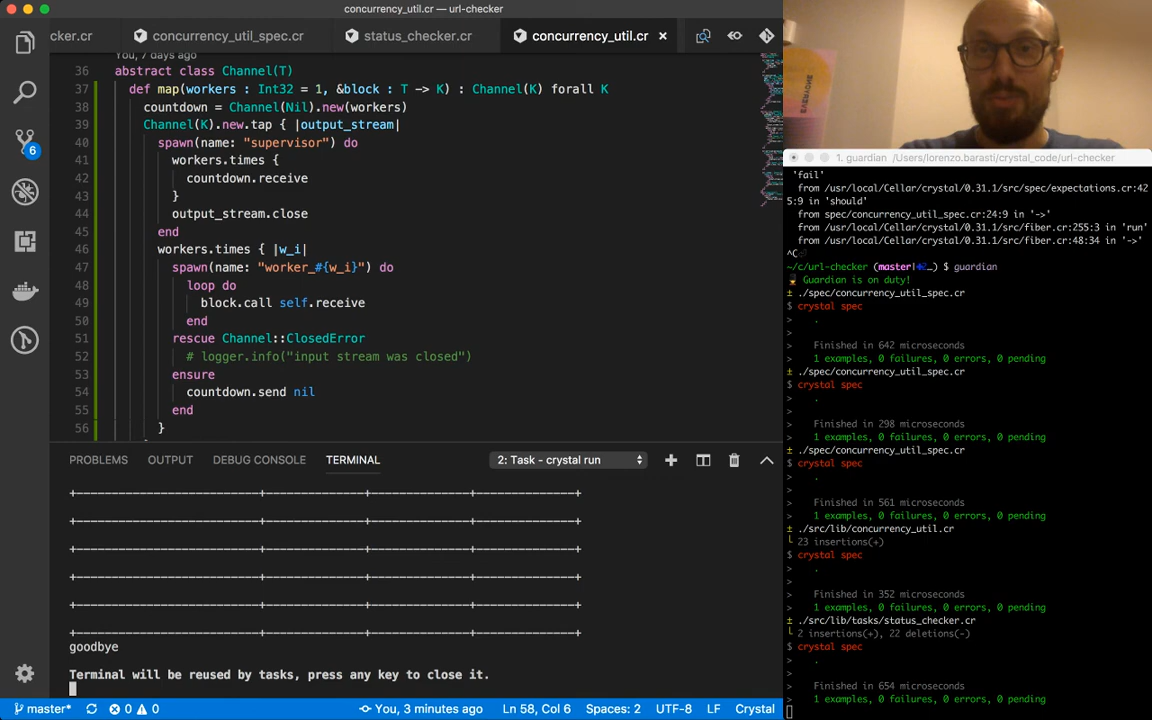 concurrency_util.cr — url-checker
cker.cr
concurrency_util_spec.cr
status_checker.cr
concurrency_util.cr ×
You, 7 days ago
36 abstract class Channel(T)
37 def map(workers : Int32 = 1, &block : T -> K) : Channel(K) forall K
38 countdown = Channel(Nil).new(workers)
39 Channel(K).new.tap { |output_stream|
40 spawn(name: "supervisor") do
41 workers.times {
42 countdown.receive
43 }
44 output_stream.close
45 end
46 workers.times { |w_i|
47 spawn(name: "worker_#{w_i}") do
48 loop do
49 block.call self.receive
50 end
51 rescue Channel::ClosedError
52 # logger.info("input stream was closed")
53 ensure
54 countdown.send nil
55 end
56 }
6
PROBLEMS OUTPUT DEBUG CONSOLE TERMINAL
2: Task - crystal run
goodbye
Terminal will be reused by tasks, press any key to close it.
master* 0 0
You, 3 minutes ago Ln 58, Col 6 Spaces: 2 UTF-8 LF Crystal
EVERYONE
1. guardian /Users/lorenzo.barasti/crystal_code/url-checker
'fail'
from /usr/local/Cellar/crystal/0.31.1/src/spec/expectations.cr:42
5:9 in 'should'
from spec/concurrency_util_spec.cr:24:9 in '->'
from /usr/local/Cellar/crystal/0.31.1/src/fiber.cr:255:3 in 'run'
from /usr/local/Cellar/crystal/0.31.1/src/fiber.cr:48:34 in '->'
^C
~/c/url-checker (master|+2…) $ guardian
Guardian is on duty!
± ./spec/concurrency_util_spec.cr
$ crystal spec
> .
>
> Finished in 642 microseconds
> 1 examples, 0 failures, 0 errors, 0 pending
± ./spec/concurrency_util_spec.cr
$ crystal spec
> .
>
> Finished in 298 microseconds
> 1 examples, 0 failures, 0 errors, 0 pending
± ./spec/concurrency_util_spec.cr
$ crystal spec
> .
>
> Finished in 561 microseconds
> 1 examples, 0 failures, 0 errors, 0 pending
± ./src/lib/concurrency_util.cr
└ 23 insertions(+)
$ crystal spec
> .
>
> Finished in 352 microseconds
> 1 examples, 0 failures, 0 errors, 0 pending
± ./src/lib/tasks/status_checker.cr
└ 2 insertions(+), 22 deletions(-)
$ crystal spec
> .
>
> Finished in 654 microseconds
> 1 examples, 0 failures, 0 errors, 0 pending